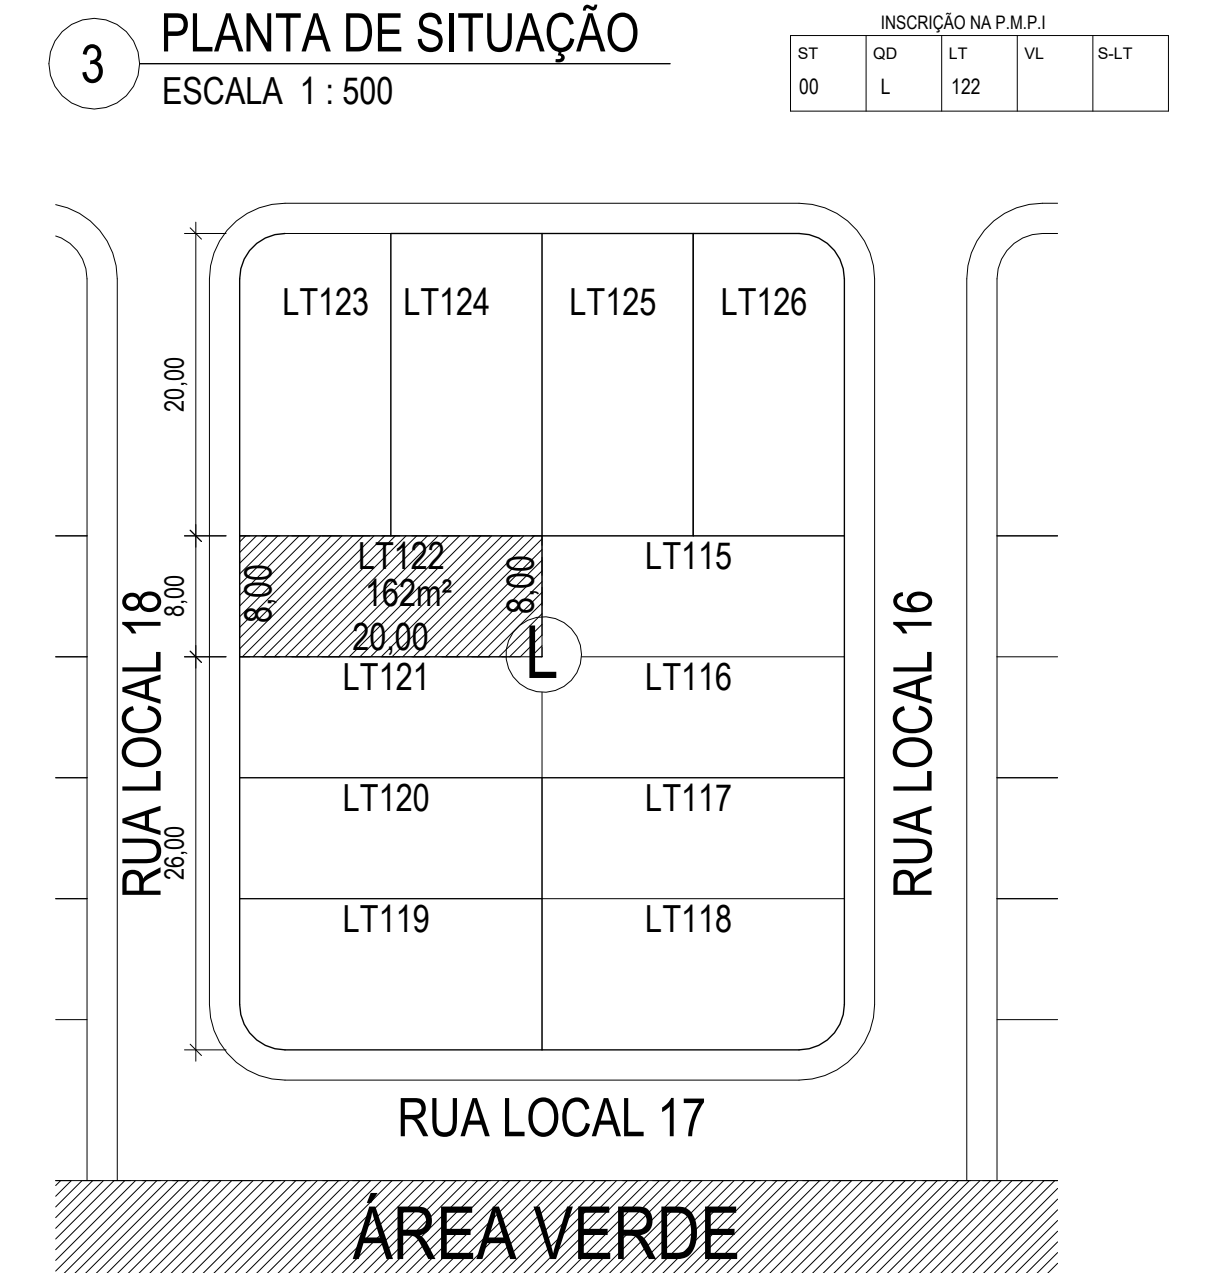 3
PLANTA DE SITUAÇÃO
ESCALA 1 : 500
INSCRIÇÃO NA P.M.P.I
ST QD LT VL S-LT
00 L 122
LT123 LT124 LT125 LT126
20,00
LT122
162m²
20,00
8,00
8,00
8,00
L
LT115
LT121
LT116
LT120
LT117
LT119
LT118
26,00
RUA LOCAL 18
RUA LOCAL 16
RUA LOCAL 17
ÁREA VERDE